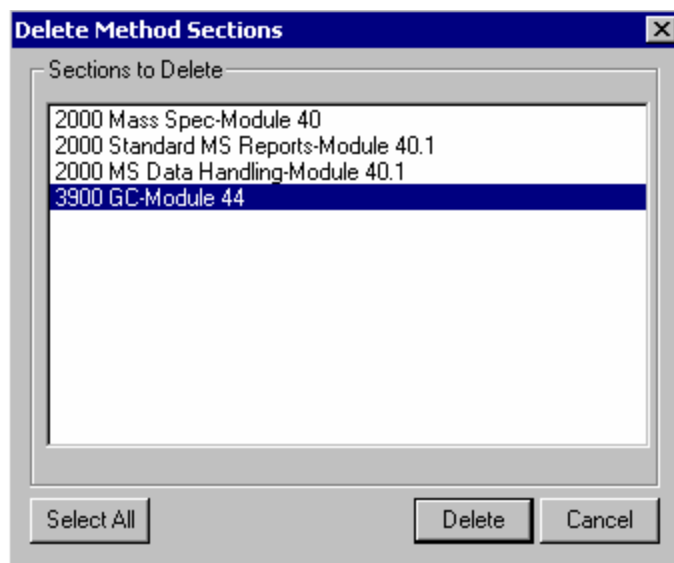 Delete Method Sections
Sections to Delete
2000 Mass Spec-Module 40
2000 Standard MS Reports-Module 40.1
2000 MS Data Handling-Module 40.1
3900 GC-Module 44
Select All
Delete
Cancel